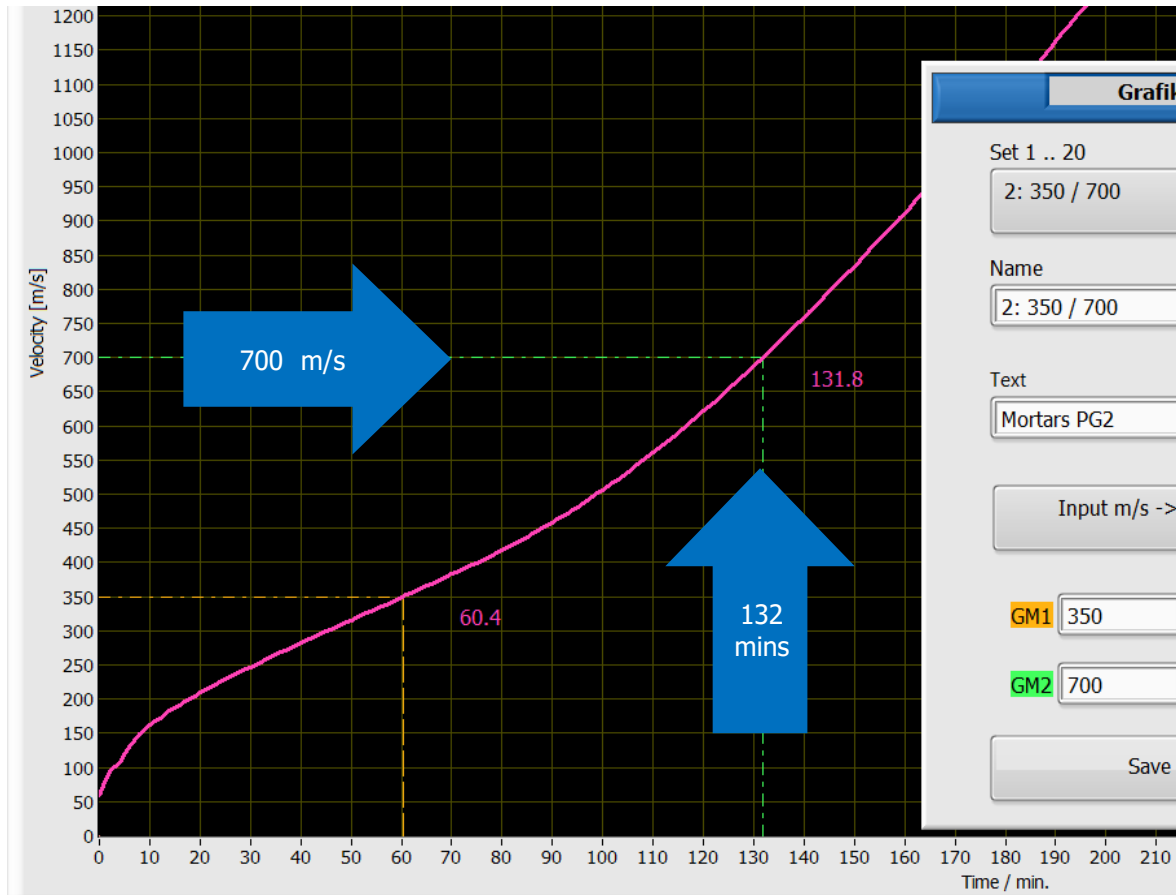 1200
1150
1100
1050
1000
950
900
850
800
750
700
650
600
550
500
450
400
350
300
250
200
150
100
50
0
Velocity [m/s]
700 m/s
131.8
60.4
132
mins
0 10 20 30 40 50 60 70 80 90 100 110 120 130 140 150 160 170 180 190 200 210
Time / min.
Grafik
Set 1 .. 20
2: 350 / 700
Name
2: 350 / 700
Text
Mortars PG2
Input m/s ->
GM1 350
GM2 700
Save